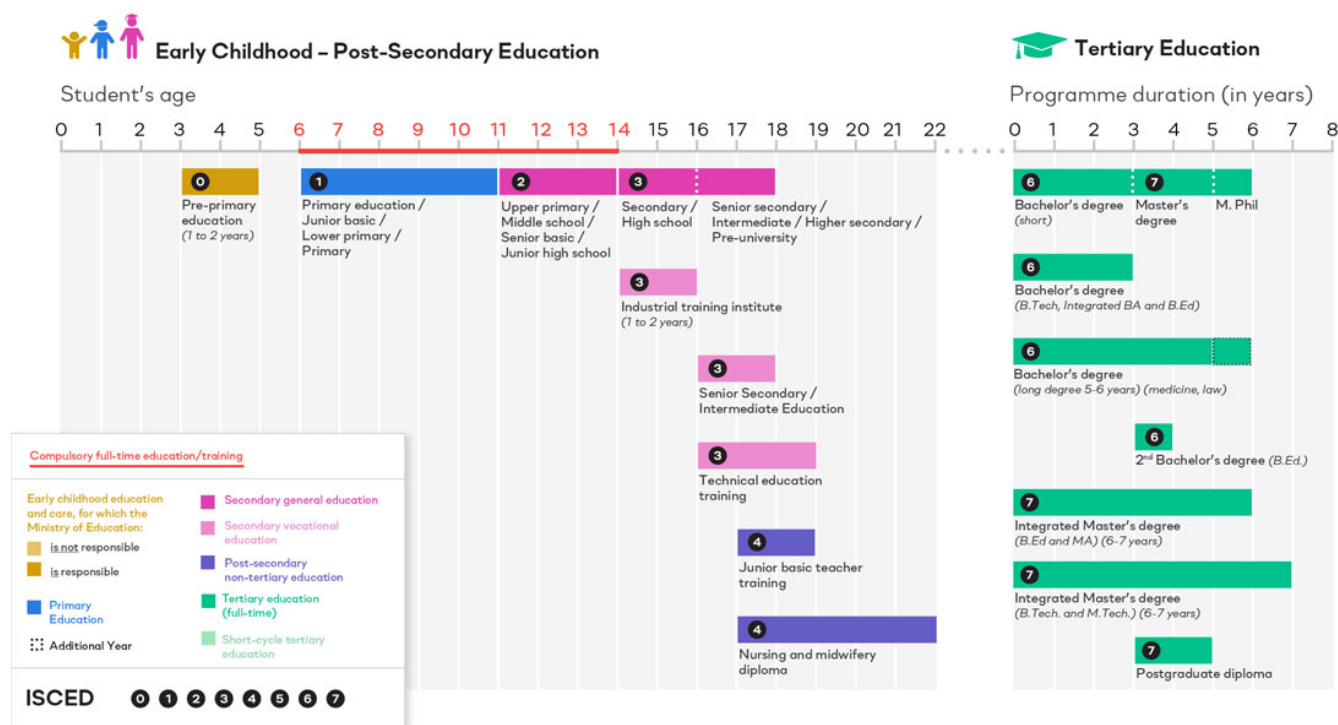 Early Childhood – Post-Secondary Education
Student's age
0 1 2 3 4 5 6 7 8 9 10 11 12 13 14 15 16 17 18 19 20 21 22
0
Pre-primary
education
(1 to 2 years)
1
Primary education /
Junior basic /
Lower primary /
Primary
2
Upper primary /
Middle school /
Senior basic /
Junior high school
3
Secondary /
High school
Senior secondary /
Intermediate / Higher secondary /
Pre-university
3
Industrial training institute
(1 to 2 years)
3
Senior Secondary /
Intermediate Education
3
Technical education
training
4
Junior basic teacher
training
4
Nursing and midwifery
diploma
Tertiary Education
Programme duration (in years)
0 1 2 3 4 5 6 7 8
6
Bachelor's degree
(short)
7
Master's
degree
M. Phil
6
Bachelor's degree
(B.Tech, Integrated BA and B.Ed)
6
Bachelor's degree
(long degree 5-6 years) (medicine, law)
6
2nd Bachelor's degree (B.Ed.)
7
Integrated Master's degree
(B.Ed and MA) (6-7 years)
7
Integrated Master's degree
(B.Tech. and M.Tech.) (6-7 years)
7
Postgraduate diploma
Compulsory full-time education/training
Early childhood education
and care, for which the
Ministry of Education:
is not responsible
is responsible
Primary
Education
Additional Year
Secondary general education
Secondary vocational
education
Post-secondary
non-tertiary education
Tertiary education
(full-time)
Short-cycle tertiary
education
ISCED 0 1 2 3 4 5 6 7